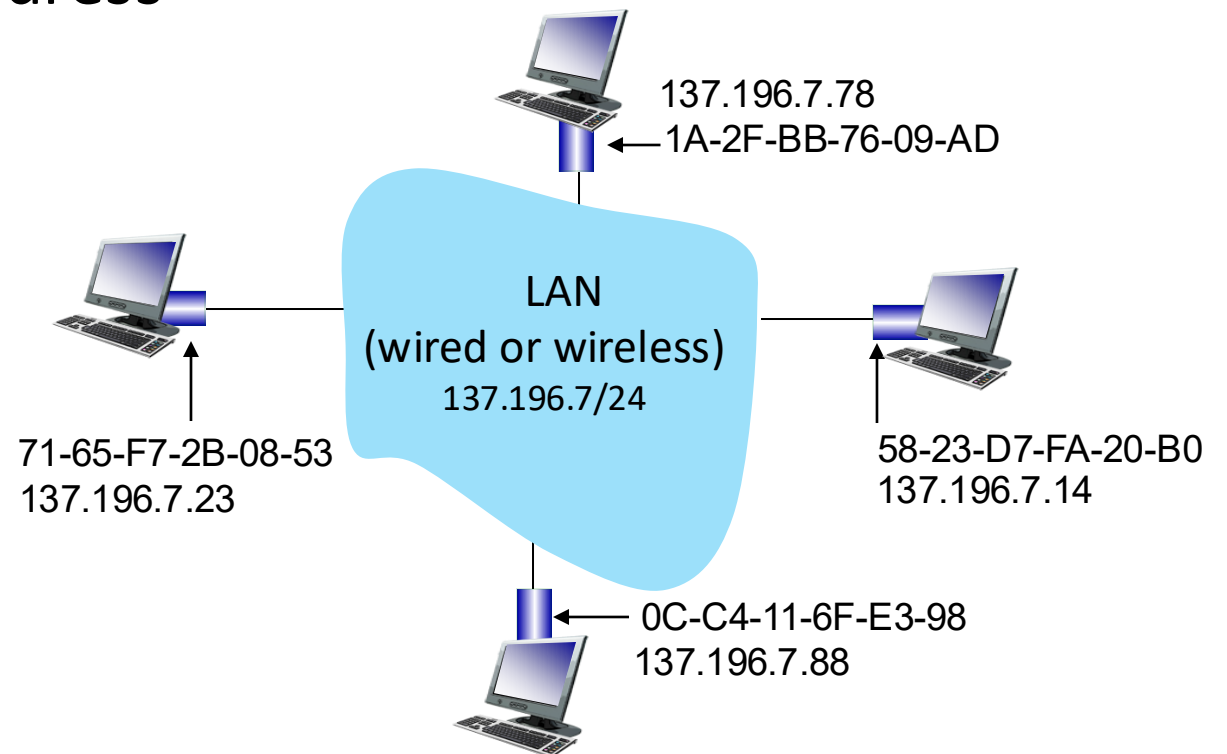 137.196.7.78
1A-2F-BB-76-09-AD
LAN
(wired or wireless)
137.196.7/24
71-65-F7-2B-08-53
137.196.7.23
58-23-D7-FA-20-B0
137.196.7.14
0C-C4-11-6F-E3-98
137.196.7.88